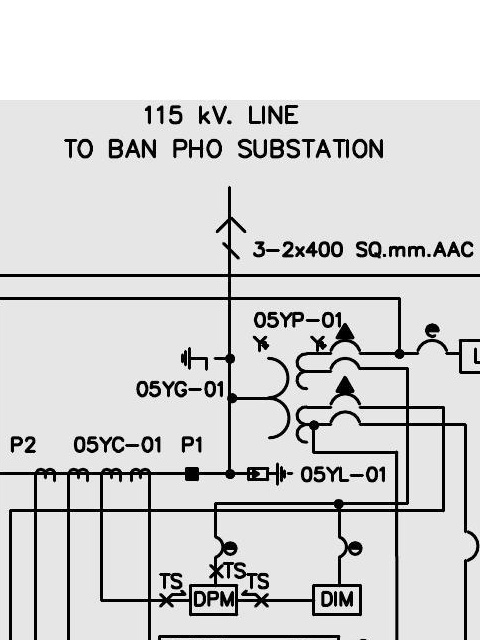 115 kV. LINE
TO BAN PHO SUBSTATION
3-2x400 SQ.mm.AAC
05YP-01
05YG-01
P2 05YC-01 P1
05YL-01
TS TS TS
DPM DIM